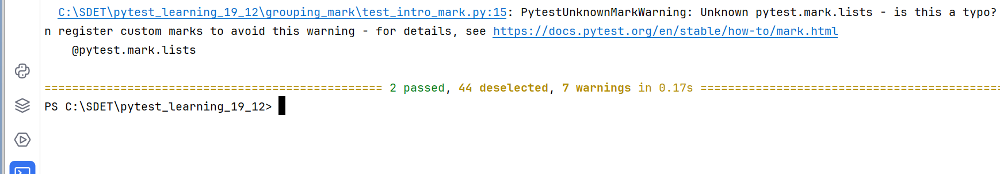 C:\SDET\pytest_learning_19_12\grouping_mark\test_intro_mark.py:15: PytestUnknownMarkWarning: Unknown pytest.mark.lists - is this a typo?
n register custom marks to avoid this warning - for details, see https://docs.pytest.org/en/stable/how-to/mark.html
@pytest.mark.lists
================================================= 2 passed, 44 deselected, 7 warnings in 0.17s ============================================
PS C:\SDET\pytest_learning_19_12>